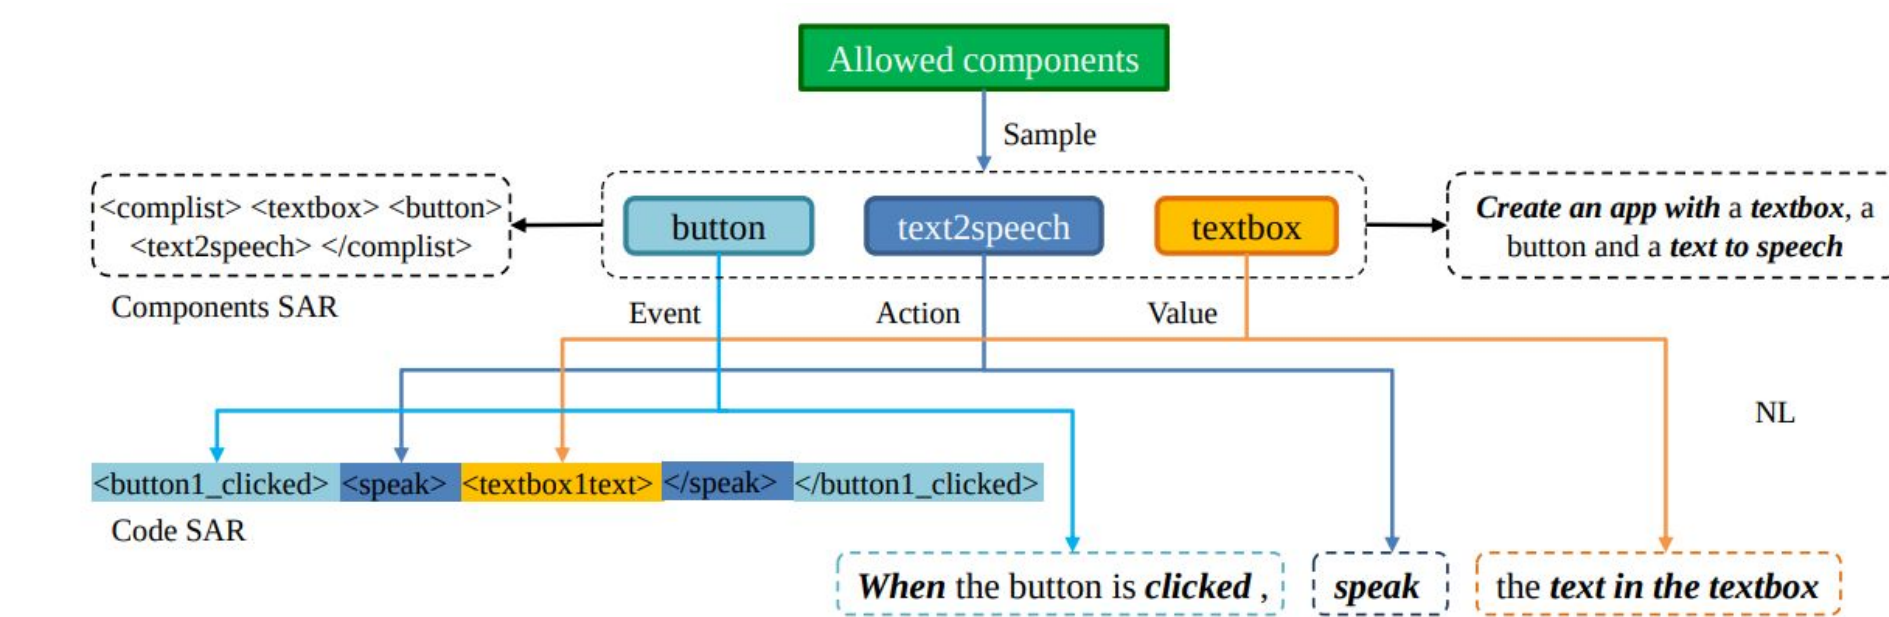 Allowed components
Sample
<complist> <textbox> <button>
<text2speech> </complist>
button
text2speech
textbox
Create an app with a textbox, a
button and a text to speech
Components SAR
Event
Action
Value
NL
<button1_clicked> <speak> <textbox1text> </speak> </button1_clicked>
Code SAR
When the button is clicked ,
speak
the text in the textbox